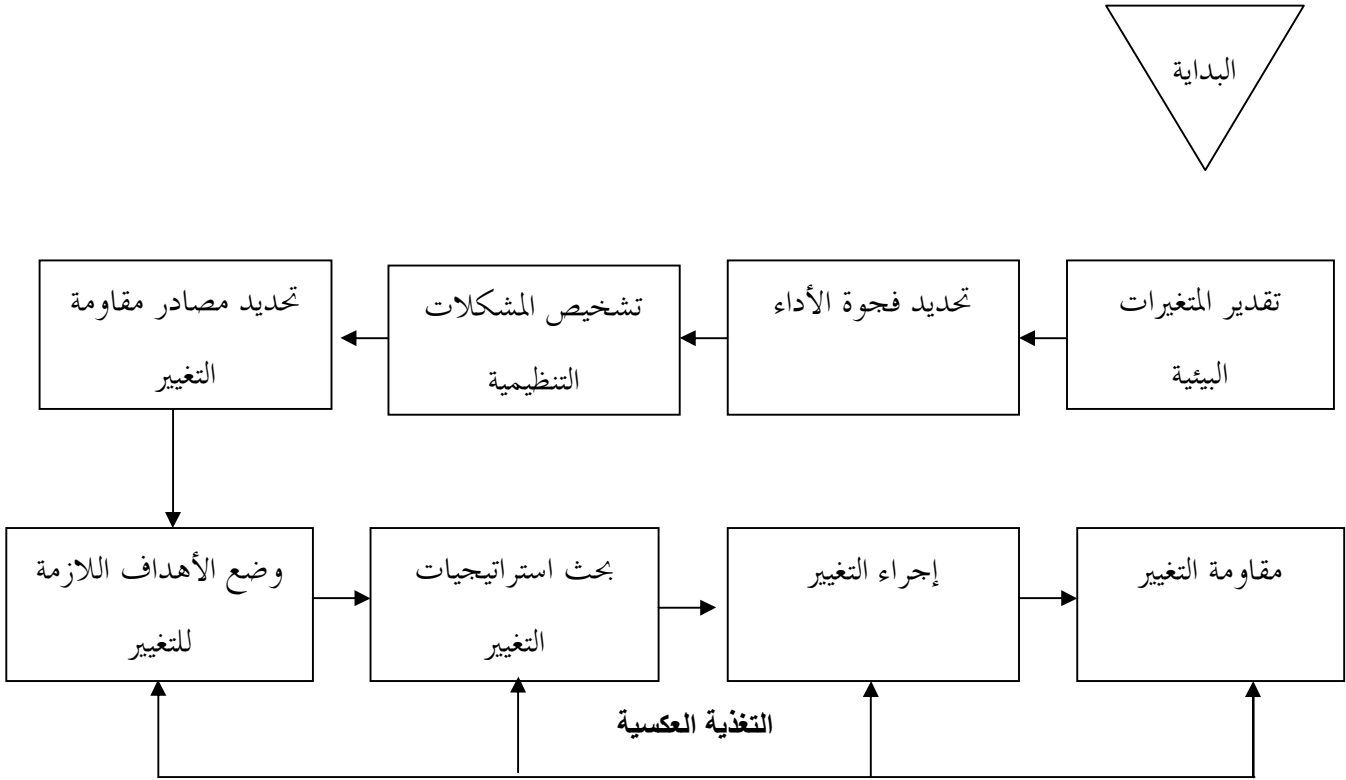 البداية
تقدير المتغيرات
البيئية
تحديد فجوة الأداء
تشخيص المشكلات
التنظيمية
تحديد مصادر مقاومة
التغيير
وضع الأهداف اللازمة
للتغيير
بحث استراتيجيات
التغيير
إجراء التغيير
مقاومة التغيير
التغذية العكسية